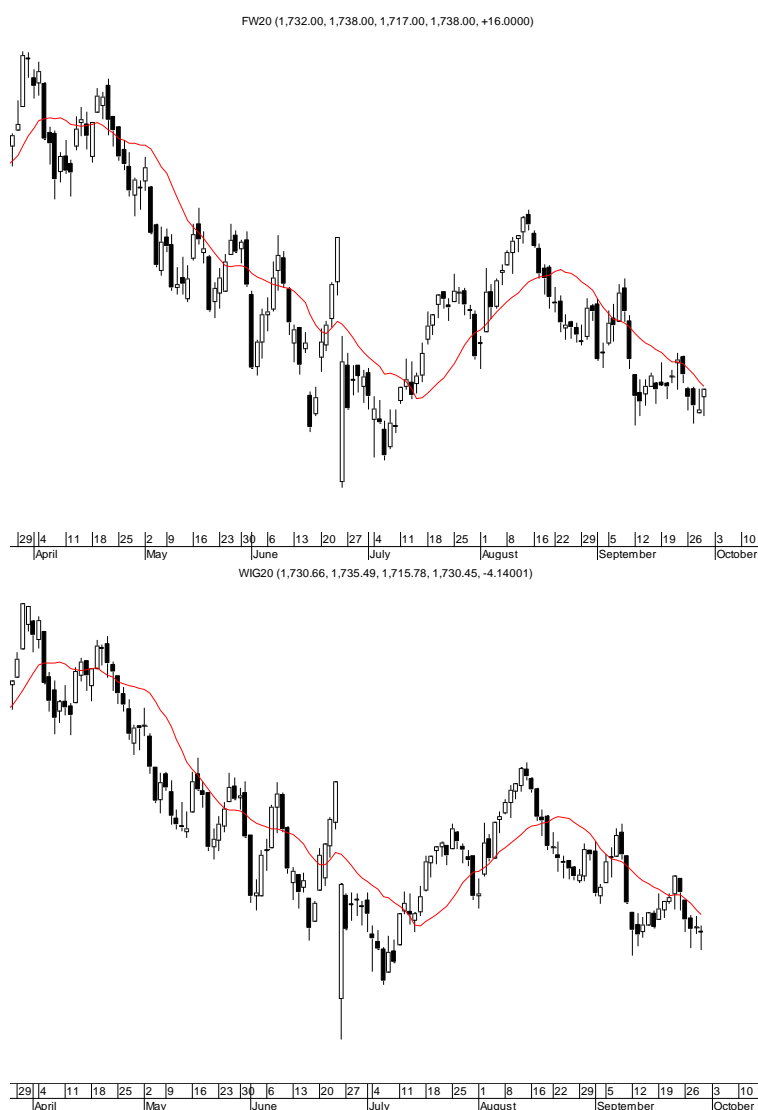 FW20 (1,732.00, 1,738.00, 1,717.00, 1,738.00, +16.0000)
29 4 11 18 25 2 9 16 23 30 6 13 20 27 4 11 18 25 1 8 16 22 29 5 12 19 26 3 10
April May June July August September October
WIG20 (1,730.66, 1,735.49, 1,715.78, 1,730.45, -4.14001)
29 4 11 18 25 2 9 16 23 30 6 13 20 27 4 11 18 25 1 8 16 22 29 5 12 19 26 3 10
April May June July August September October